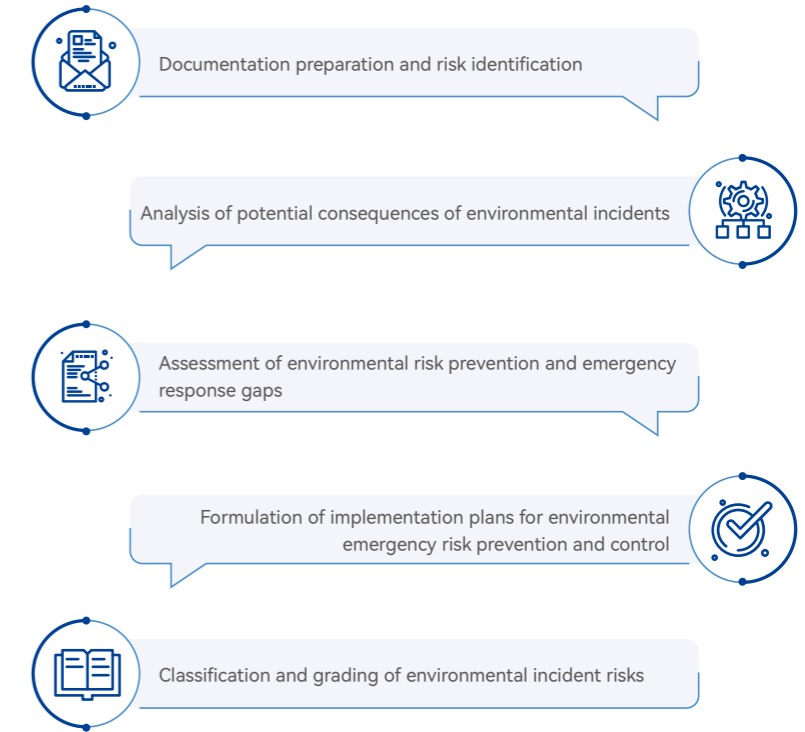 Documentation preparation and risk identification
Analysis of potential consequences of environmental incidents
Assessment of environmental risk prevention and emergency
response gaps
Formulation of implementation plans for environmental
emergency risk prevention and control
Classification and grading of environmental incident risks